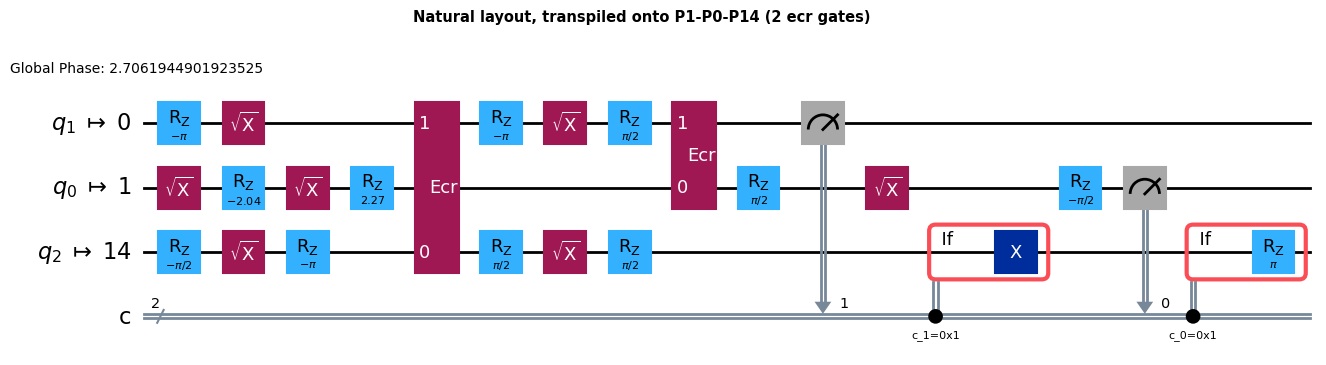 Natural layout, transpiled onto P1-P0-P14 (2 ecr gates)
Global Phase: 2.7061944901923525
q1 ↦ 0 RZ −π √X 1 RZ −π √X RZ π/2 1
Ecr
q0 ↦ 1 √X RZ −2.04 √X RZ 2.27 Ecr 0 RZ π/2 √X RZ −π/2
q2 ↦ 14 RZ −π/2 √X RZ −π 0 RZ π/2 √X RZ π/2 If X If RZ π
c 2 1 0
c_1=0x1 c_0=0x1